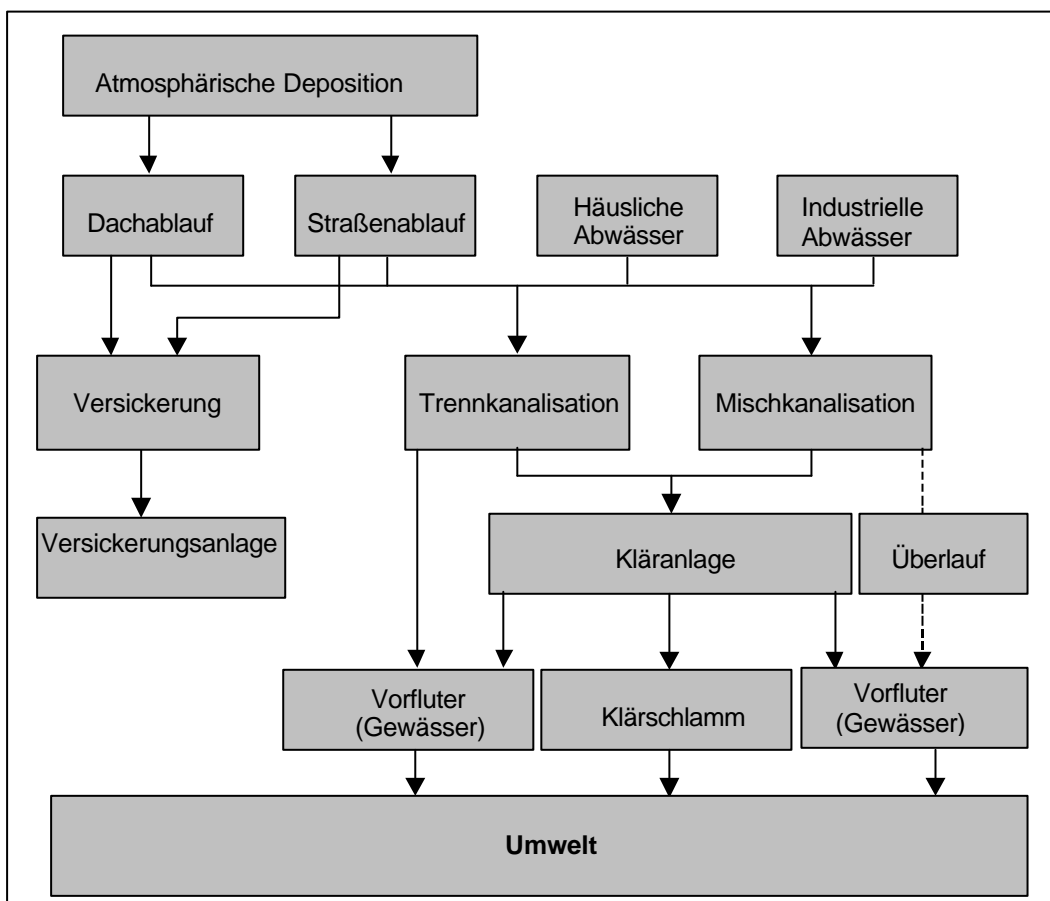 Atmosphärische Deposition
Dachablauf
Straßenablauf
Häusliche
Abwässer
Industrielle
Abwässer
Versickerung
Trennkanalisation
Mischkanalisation
Versickerungsanlage
Kläranlage
Überlauf
Vorfluter
(Gewässer)
Klärschlamm
Vorfluter
(Gewässer)
Umwelt